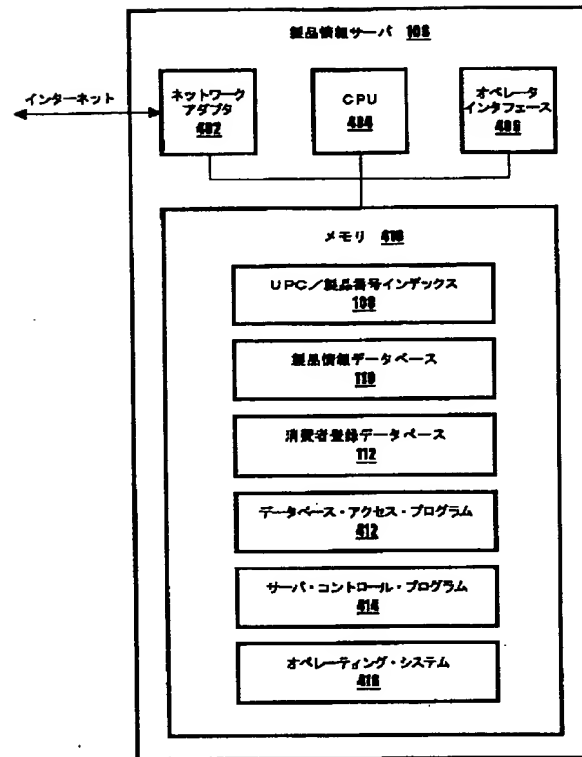 製品情報サーバ 106
インターネット
ネットワーク
アダプタ
402
CPU
404
オペレータ
インタフェース
406
メモリ 410
UPC／製品番号インデックス
108
製品情報データベース
110
消費者登録データベース
112
データベース・アクセス・プログラム
412
サーバ・コントロール・プログラム
414
オペレーティング・システム
416